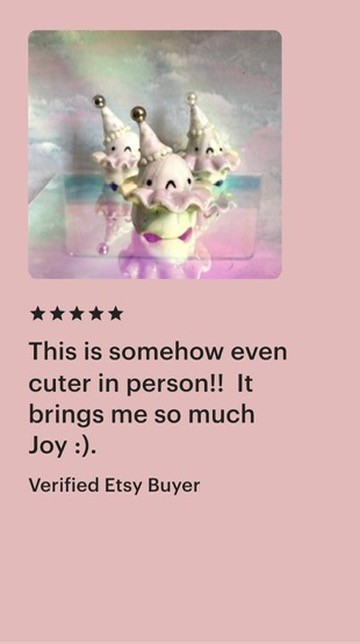 This is somehow even
cuter in person!!  It
brings me so much
Joy :).
Verified Etsy Buyer